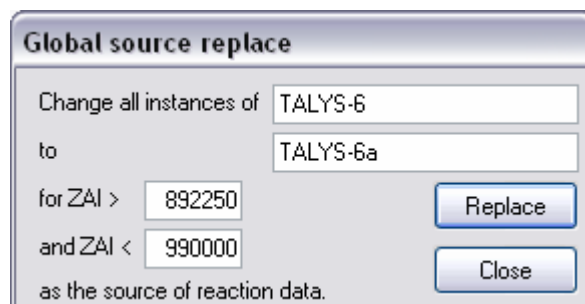 Global source replace
Change all instances of TALYS-6
to TALYS-6a
for ZAI > 892250 Replace
and ZAI < 990000
Close
as the source of reaction data.